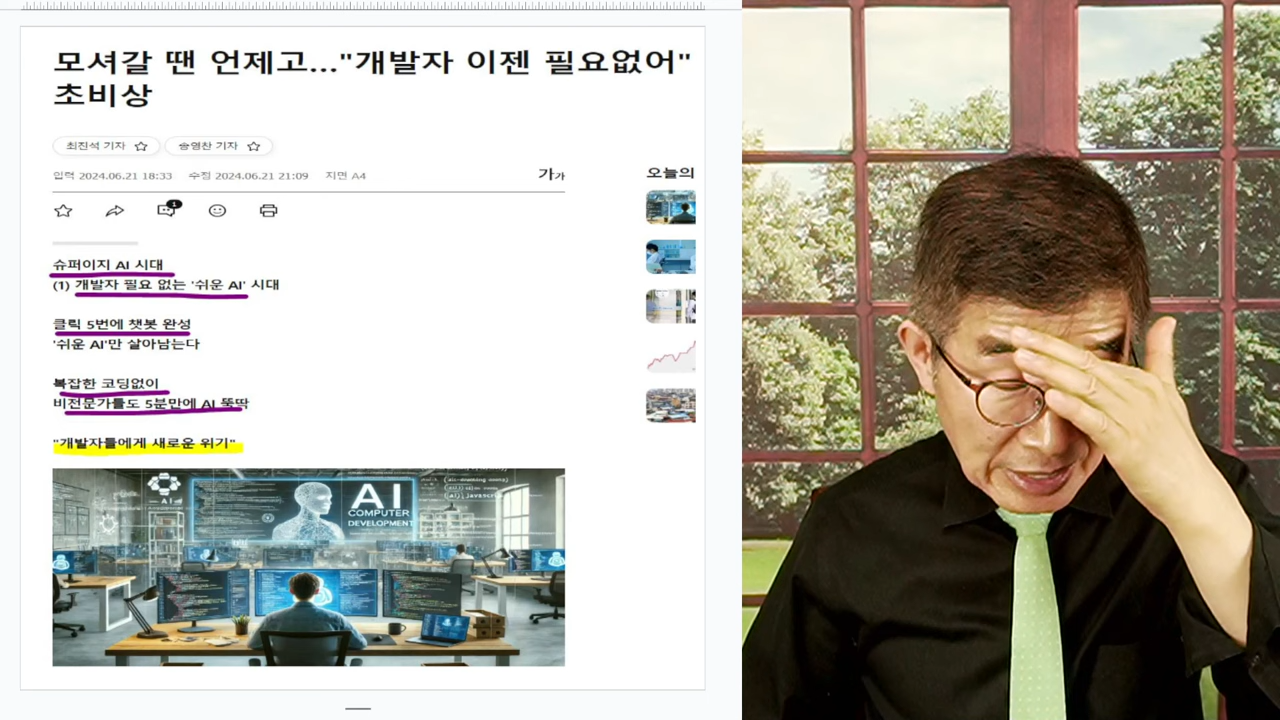 모셔갈 땐 언제고..."개발자 이젠 필요없어"
초비상
최진석 기자 송영찬 기자
입력 2024.06.21 18:33 수정 2024.06.21 21:09 지면 A4
가가
오늘의
1
슈퍼이지 AI 시대
(1) 개발자 필요 없는 '쉬운 AI' 시대
클릭 5번에 챗봇 완성
'쉬운 AI'만 살아남는다
복잡한 코딩없이
비전문가들도 5분만에 AI 뚝딱
"개발자들에게 새로운 위기"
AI
COMPUTER
DEVELOPMENT